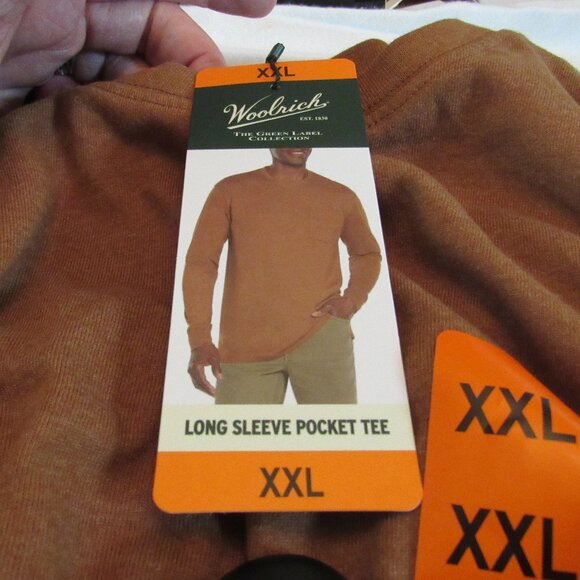 XXL
Woolrich
EST. 1830
THE GREEN LABEL
COLLECTION
LONG SLEEVE POCKET TEE
XXL
XXL
XXL